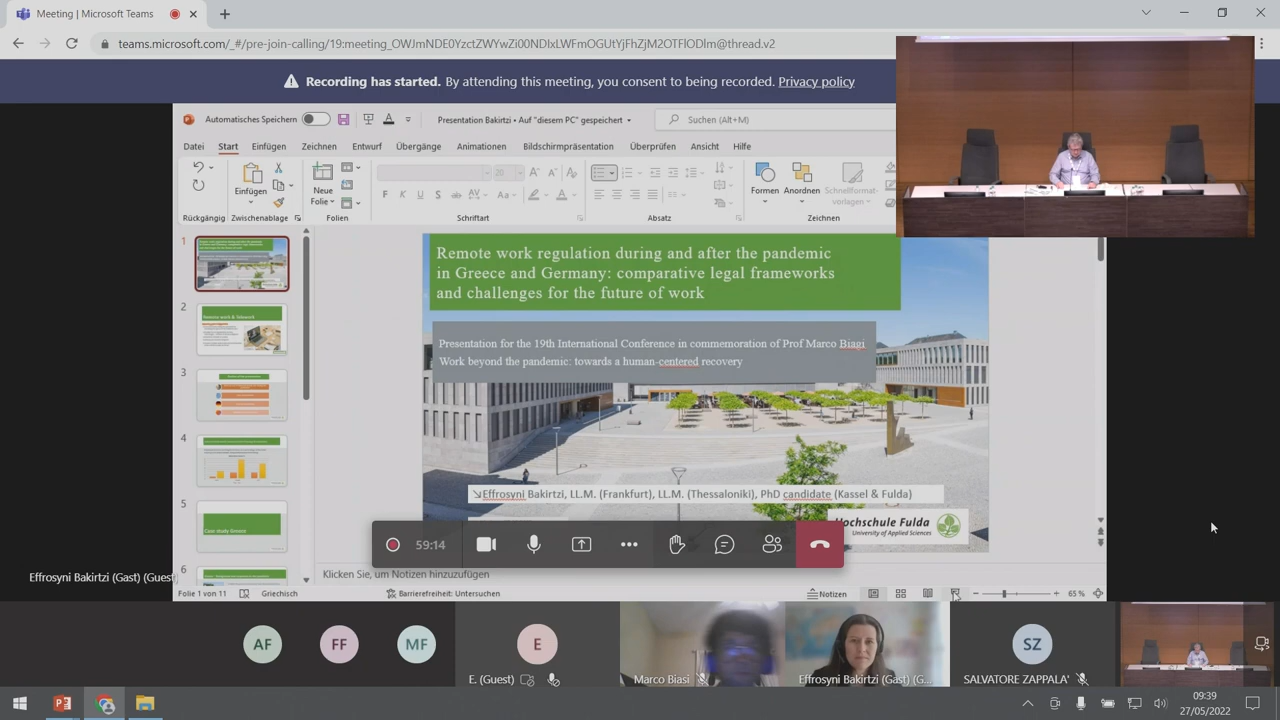 Meeting | Microsoft Teams
teams.microsoft.com/_#/pre-join-calling/19:meeting_OWJmNDE0YzctZWYwZi00NDIxLWFmOGUtYjFhZjM2OTFlODlm@thread.v2
Recording has started. By attending this meeting, you consent to being recorded. Privacy policy
Automatisches Speichern
Presentation Bakirtzi • Auf "diesem PC" gespeichert
Suchen (Alt+M)
Datei Start Einfügen Zeichnen Entwurf Übergänge Animationen Bildschirmpräsentation Überprüfen Ansicht Hilfe
Einfügen
Neue Folie
Formen Anordnen Schnellformat-vorlagen
Rückgängig Zwischenablage Folien Schriftart Absatz Zeichnen
1
2
3
4
5
6
Remote work & telework
Case study Greece
Remote work regulation during and after the pandemic
in Greece and Germany: comparative legal frameworks
and challenges for the future of work
Presentation for the 19th International Conference in commemoration of Prof Marco Biagi
Work beyond the pandemic: towards a human-centered recovery
Effrosyni Bakirtzi, LL.M. (Frankfurt), LL.M. (Thessaloniki), PhD candidate (Kassel & Fulda)
Hochschule Fulda
University of Applied Sciences
59:14
Klicken Sie, um Notizen hinzuzufügen
Effrosyni Bakirtzi (Gast) (Guest)
Folie 1 von 11 Griechisch Barrierefreiheit: Untersuchen Notizen 65 %
AF FF MF E SZ
E. (Guest) Marco Biasi Effrosyni Bakirtzi (Gast) (G... SALVATORE ZAPPALA'
09:39
27/05/2022